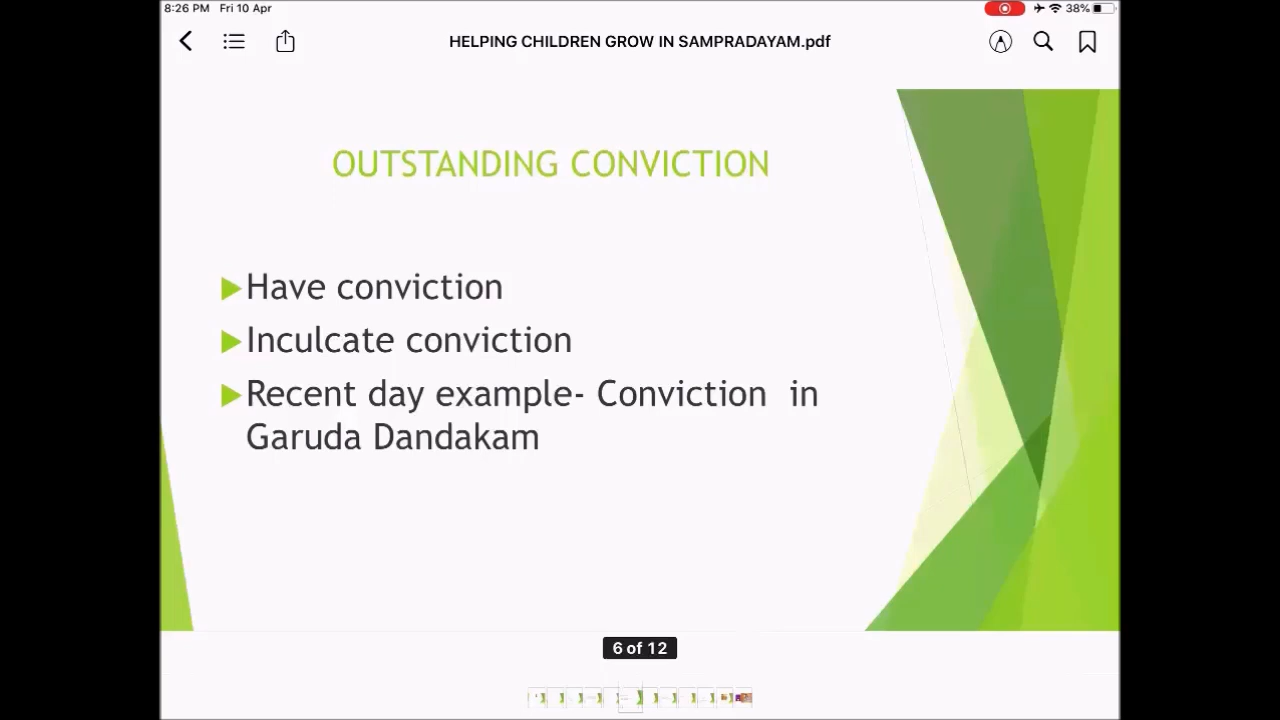 8:26 PM Fri 10 Apr 38%
HELPING CHILDREN GROW IN SAMPRADAYAM.pdf
OUTSTANDING CONVICTION
Have conviction
Inculcate conviction
Recent day example- Conviction in
Garuda Dandakam
6 of 12